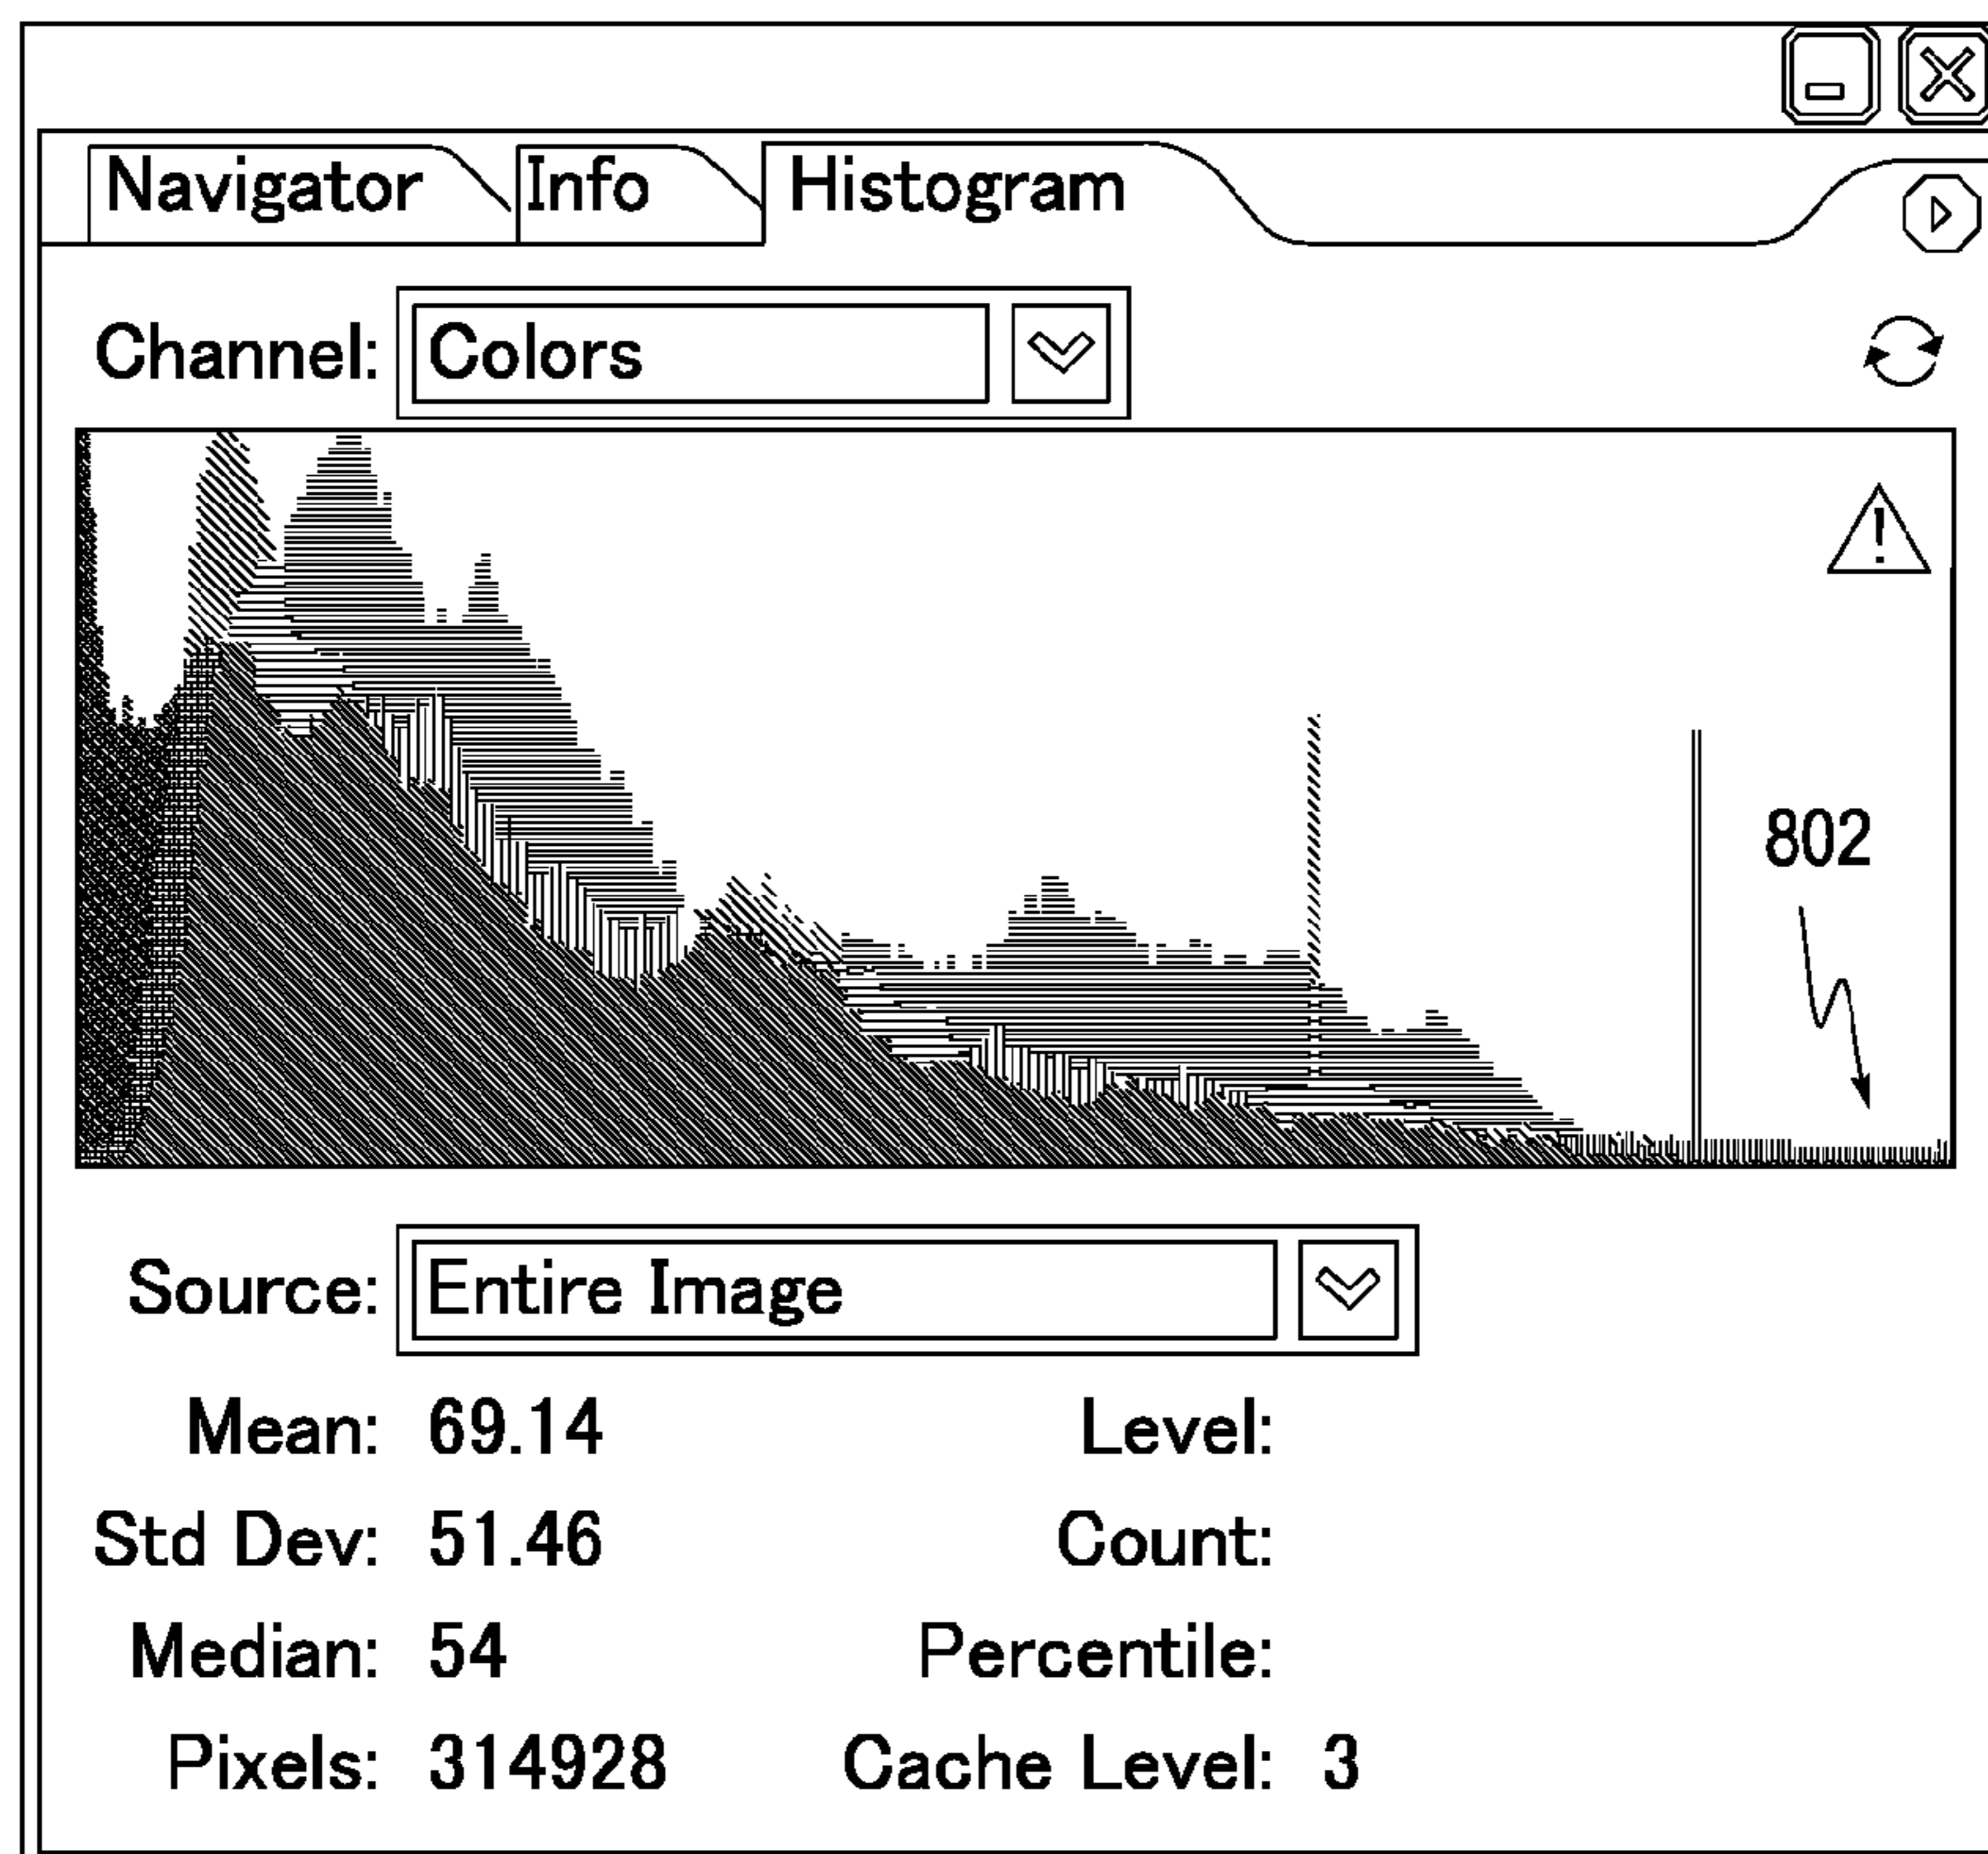 Navigator Info Histogram
Channel: Colors
!
802
Source: Entire Image
Mean: 69.14 Level:
Std Dev: 51.46 Count:
Median: 54 Percentile:
Pixels: 314928 Cache Level: 3